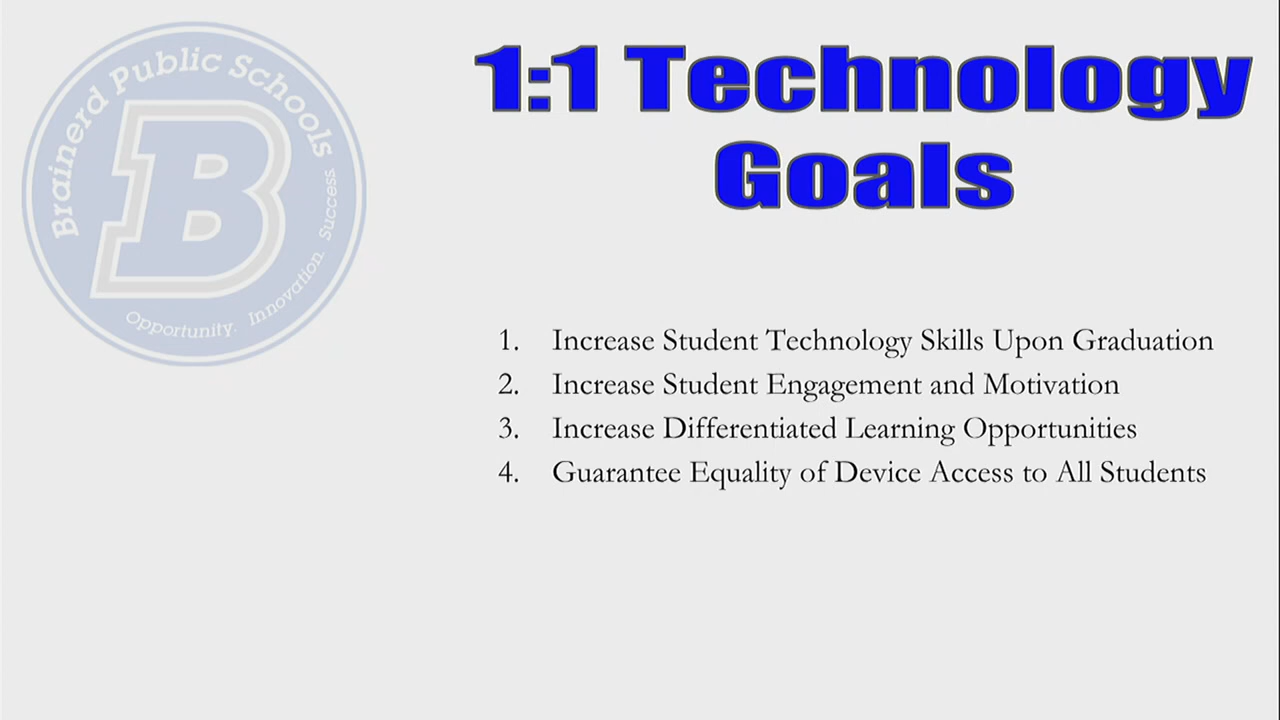 Brainerd Public Schools
B
Opportunity. Innovation. Success.
1:1 Technology
Goals
1. Increase Student Technology Skills Upon Graduation
2. Increase Student Engagement and Motivation
3. Increase Differentiated Learning Opportunities
4. Guarantee Equality of Device Access to All Students